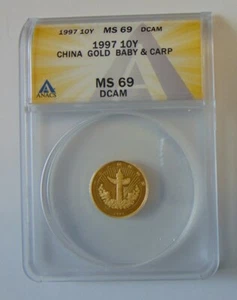 1997 10Y MS 69 DCAM
1997 10Y
CHINA GOLD BABY & CARP
MS 69
DCAM
ANACS